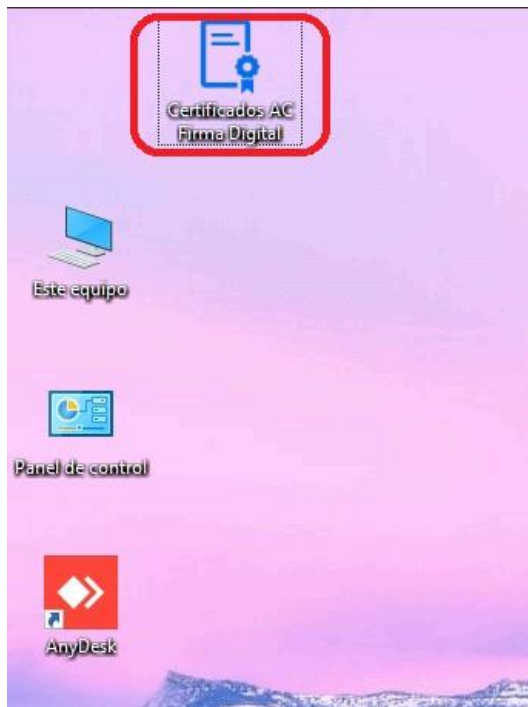 Certificados AC
Firma Digital
Este equipo
Panel de control
AnyDesk